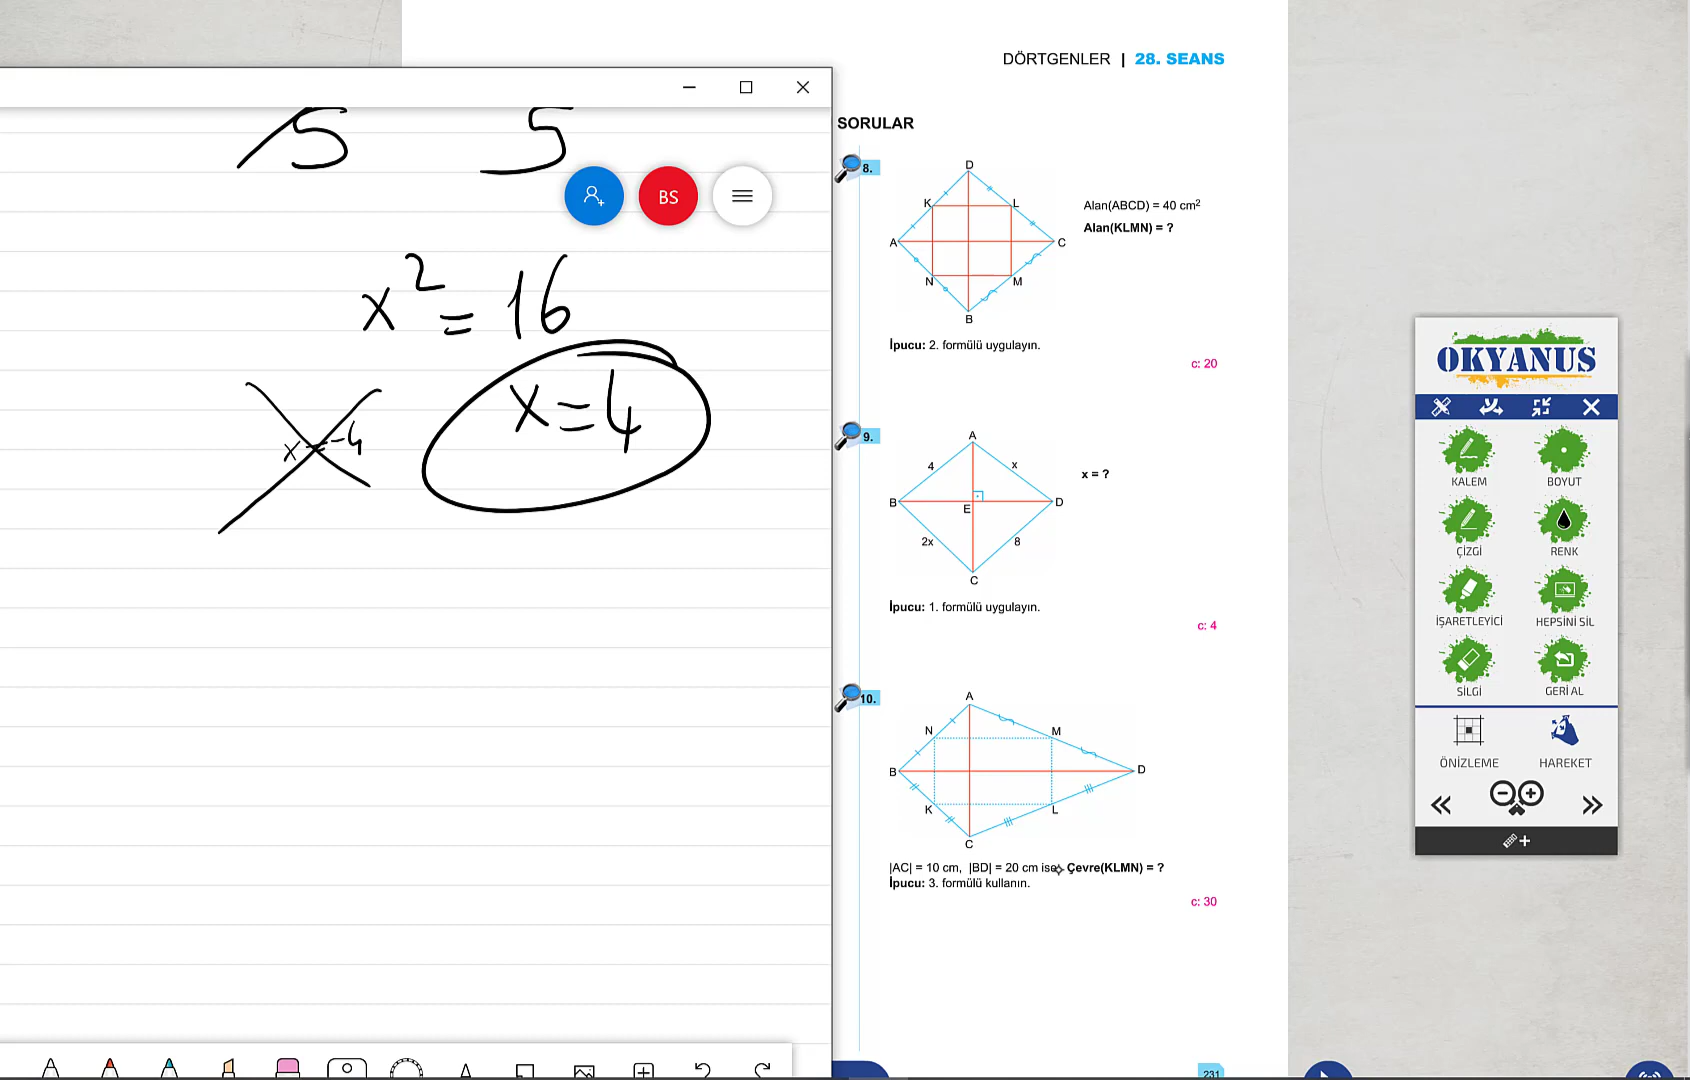 DÖRTGENLER | 28. SEANS
5 5
BS
x² = 16
x = 4
x = -4
SORULAR
8.
D
K L
A C
N M
B
Alan(ABCD) = 40 cm²
Alan(KLMN) = ?
İpucu: 2. formülü uygulayın.
c: 20
9.
A
4 x
B D
E
2x 8
C
x = ?
İpucu: 1. formülü uygulayın.
c: 4
10.
A
N M
B D
K L
C
|AC| = 10 cm, |BD| = 20 cm ise, Çevre(KLMN) = ?
İpucu: 3. formülü kullanın.
c: 30
231
OKYANUS
KALEM BOYUT
ÇİZGİ RENK
İŞARETLEYİCİ HEPSİNİ SİL
SİLGİ GERİ AL
ÖNİZLEME HAREKET